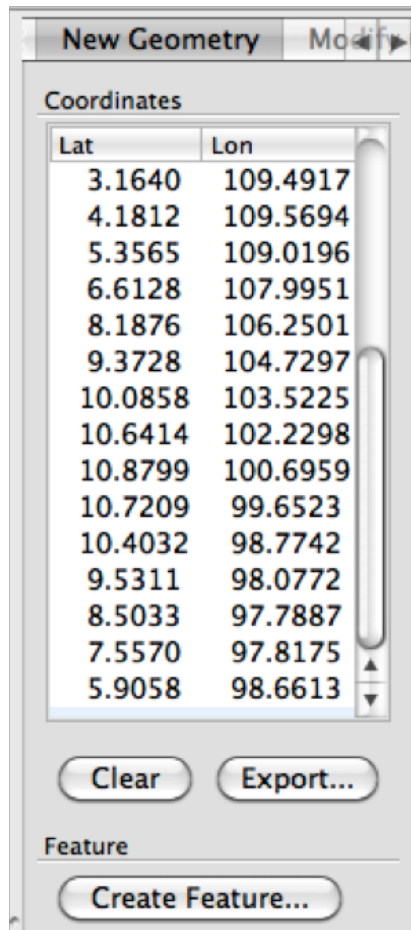 New Geometry Modify
Coordinates
Lat Lon
3.1640 109.4917
4.1812 109.5694
5.3565 109.0196
6.6128 107.9951
8.1876 106.2501
9.3728 104.7297
10.0858 103.5225
10.6414 102.2298
10.8799 100.6959
10.7209 99.6523
10.4032 98.7742
9.5311 98.0772
8.5033 97.7887
7.5570 97.8175
5.9058 98.6613
Clear Export...
Feature
Create Feature...